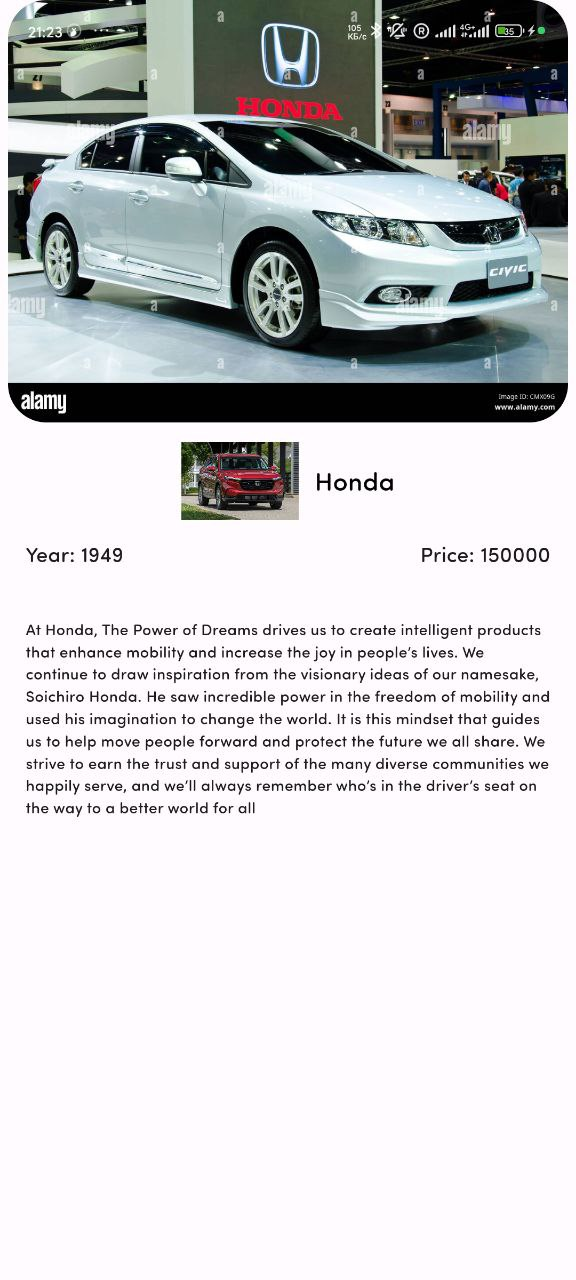 21:23
105
КБ/с
R
4G+
35
HONDA
CIVIC
alamy
alamy
alamy
alamy
alamy
a
a
a
a
a
a
a
a
a
a
a
a
alamy
Image ID: CMX09G
www.alamy.com
Honda
Year: 1949
Price: 150000
At Honda, The Power of Dreams drives us to create intelligent products
that enhance mobility and increase the joy in people’s lives. We
continue to draw inspiration from the visionary ideas of our namesake,
Soichiro Honda. He saw incredible power in the freedom of mobility and
used his imagination to change the world. It is this mindset that guides
us to help move people forward and protect the future we all share. We
strive to earn the trust and support of the many diverse communities we
happily serve, and we’ll always remember who’s in the driver’s seat on
the way to a better world for all